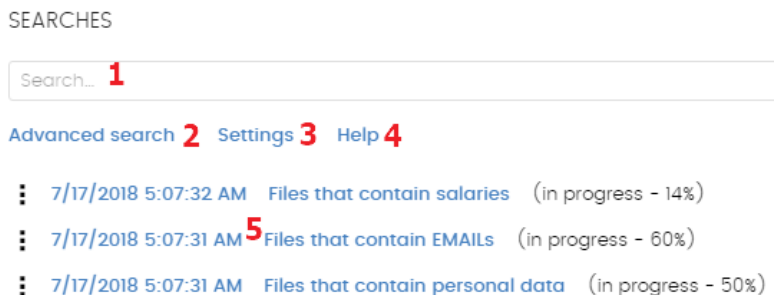 SEARCHES
Search... 1
Advanced search 2 Settings 3 Help 4
7/17/2018 5:07:32 AM Files that contain salaries (in progress - 14%)
7/17/2018 5:07:31 AM 5 Files that contain EMAILs (in progress - 60%)
7/17/2018 5:07:31 AM Files that contain personal data (in progress - 50%)